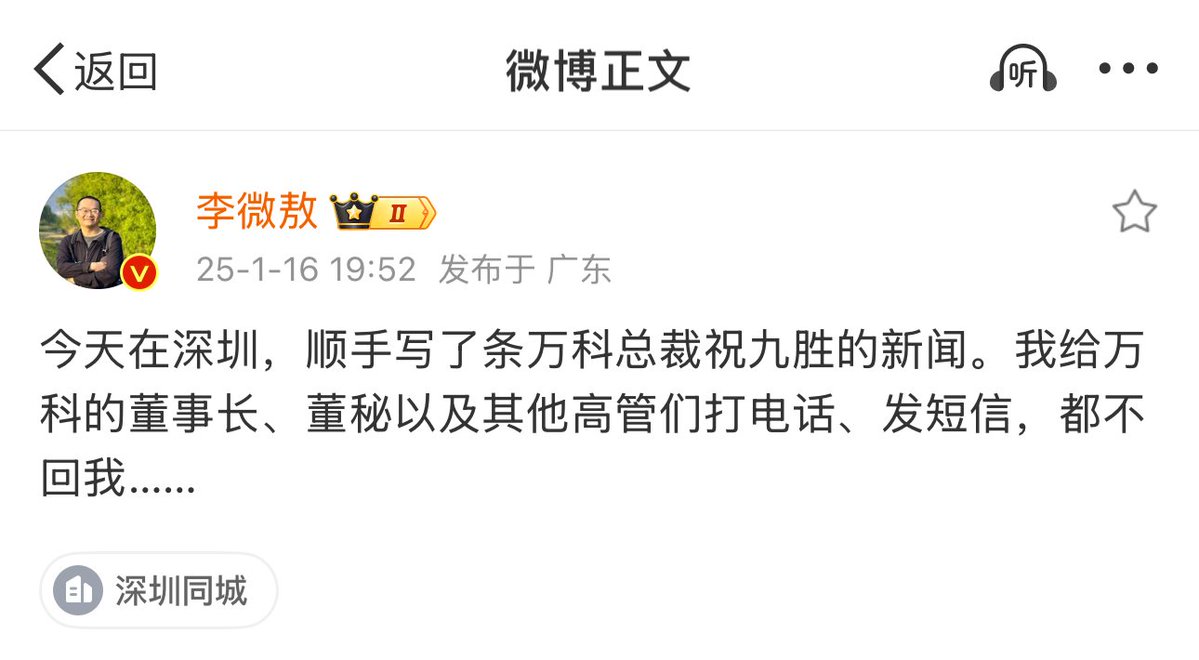 返回
微博正文
听
李微敖
II
V
25-1-16 19:52 发布于 广东
今天在深圳，顺手写了条万科总裁祝九胜的新闻。我给万
科的董事长、董秘以及其他高管们打电话、发短信，都不
回我......
深圳同城